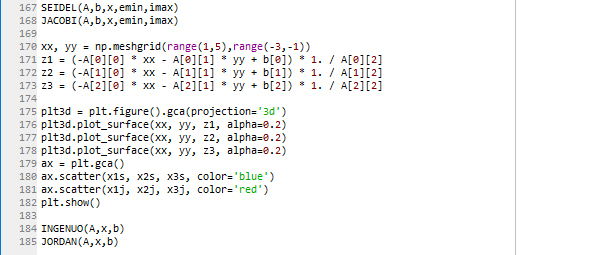 167 SEIDEL(A,b,x,emin,imax)
168 JACOBI(A,b,x,emin,imax)
169
170 xx, yy = np.meshgrid(range(1,5),range(-3,-1))
171 z1 = (-A[0][0] * xx - A[0][1] * yy + b[0]) * 1. / A[0][2]
172 z2 = (-A[1][0] * xx - A[1][1] * yy + b[1]) * 1. / A[1][2]
173 z3 = (-A[2][0] * xx - A[2][1] * yy + b[2]) * 1. / A[2][2]
174
175 plt3d = plt.figure().gca(projection='3d')
176 plt3d.plot_surface(xx, yy, z1, alpha=0.2)
177 plt3d.plot_surface(xx, yy, z2, alpha=0.2)
178 plt3d.plot_surface(xx, yy, z3, alpha=0.2)
179 ax = plt.gca()
180 ax.scatter(x1s, x2s, x3s, color='blue')
181 ax.scatter(x1j, x2j, x3j, color='red')
182 plt.show()
183
184 INGENUO(A,x,b)
185 JORDAN(A,x,b)